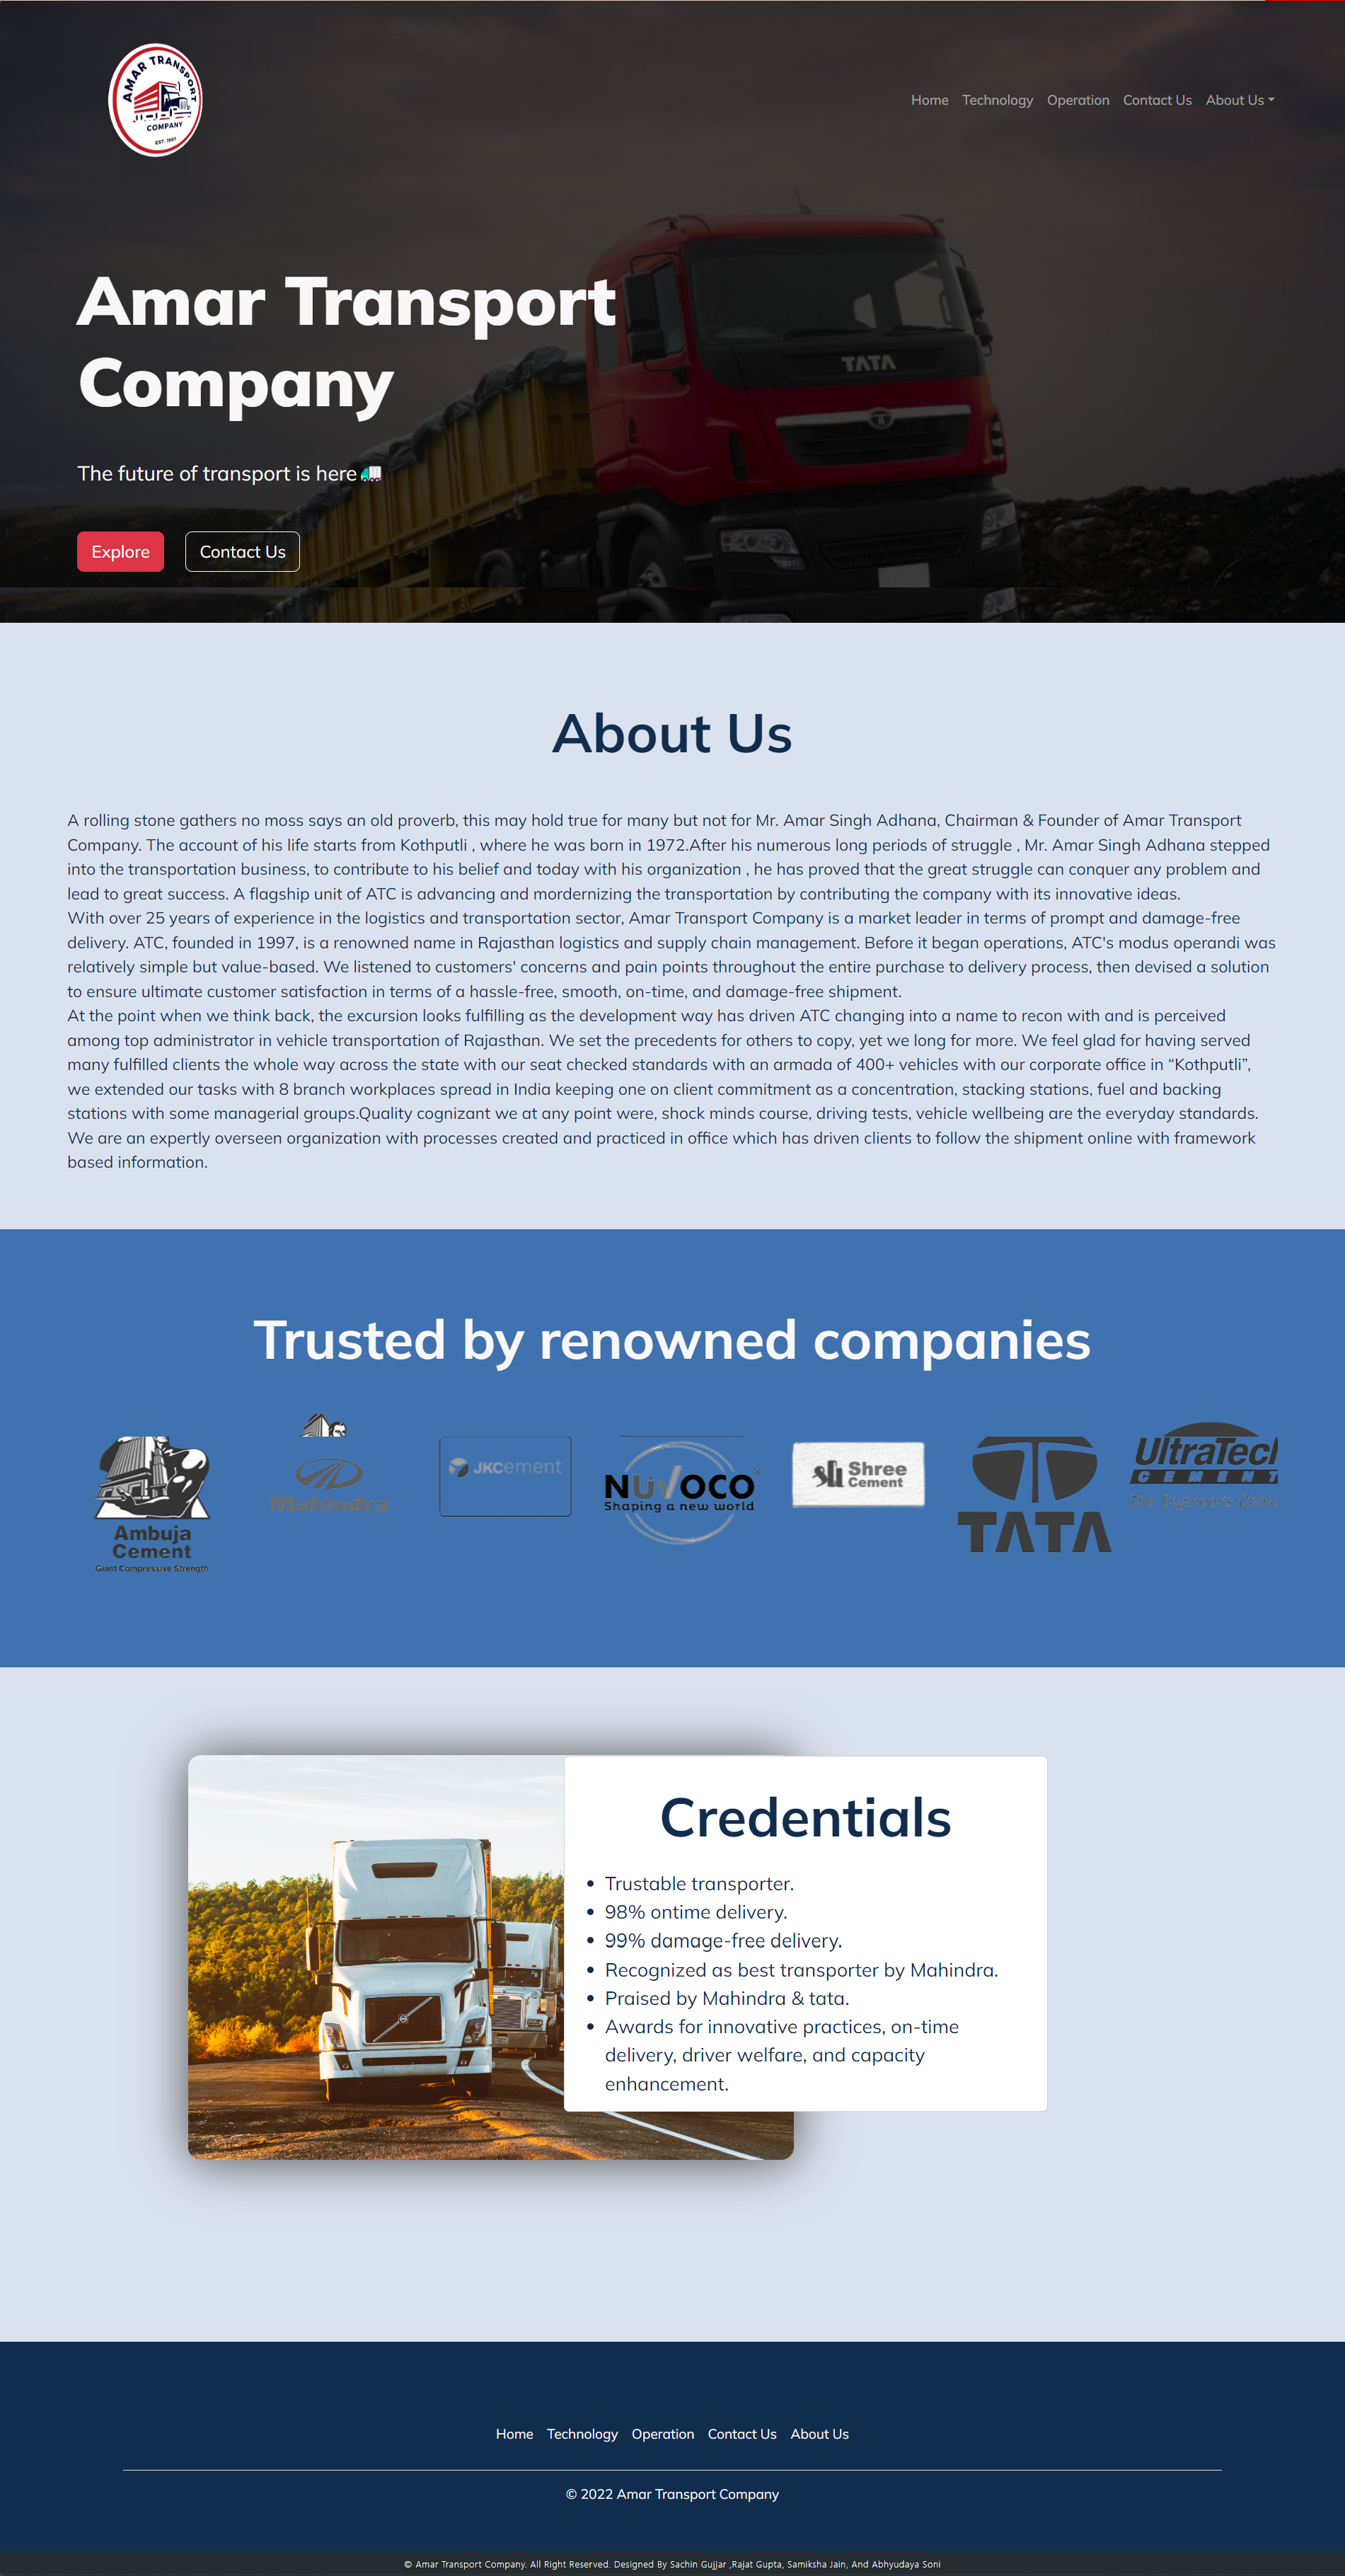 AMAR TRANSPORT
COMPANY
EST. 1997
Home Technology Operation Contact Us About Us
Amar Transport
Company
TATA
The future of transport is here
Explore Contact Us
About Us
A rolling stone gathers no moss says an old proverb, this may hold true for many but not for Mr. Amar Singh Adhana, Chairman & Founder of Amar Transport
Company. The account of his life starts from Kothputli , where he was born in 1972.After his numerous long periods of struggle , Mr. Amar Singh Adhana stepped
into the transportation business, to contribute to his belief and today with his organization , he has proved that the great struggle can conquer any problem and
lead to great success. A flagship unit of ATC is advancing and mordernizing the transportation by contributing the company with its innovative ideas.
With over 25 years of experience in the logistics and transportation sector, Amar Transport Company is a market leader in terms of prompt and damage-free
delivery. ATC, founded in 1997, is a renowned name in Rajasthan logistics and supply chain management. Before it began operations, ATC's modus operandi was
relatively simple but value-based. We listened to customers' concerns and pain points throughout the entire purchase to delivery process, then devised a solution
to ensure ultimate customer satisfaction in terms of a hassle-free, smooth, on-time, and damage-free shipment.
At the point when we think back, the excursion looks fulfilling as the development way has driven ATC changing into a name to recon with and is perceived
among top administrator in vehicle transportation of Rajasthan. We set the precedents for others to copy, yet we long for more. We feel glad for having served
many fulfilled clients the whole way across the state with our seat checked standards with an armada of 400+ vehicles with our corporate office in “Kothputli”,
we extended our tasks with 8 branch workplaces spread in India keeping one on client commitment as a concentration, stacking stations, fuel and backing
stations with some managerial groups.Quality cognizant we at any point were, shock minds course, driving tests, vehicle wellbeing are the everyday standards.
We are an expertly overseen organization with processes created and practiced in office which has driven clients to follow the shipment online with framework
based information.
Trusted by renowned companies
Ambuja
Cement
Giant Compressive Strength
Mahindra
JKcement
NUVOCO
Shaping a new world
Shree
Cement
TATA
UltraTecl
CEMENT
The Engineer's Choic
Credentials
• Trustable transporter.
• 98% ontime delivery.
• 99% damage-free delivery.
• Recognized as best transporter by Mahindra.
• Praised by Mahindra & tata.
• Awards for innovative practices, on-time
delivery, driver welfare, and capacity
enhancement.
Home Technology Operation Contact Us About Us
© 2022 Amar Transport Company
© Amar Transport Company. All Right Reserved. Designed By Sachin Gujjar ,Rajat Gupta, Samiksha Jain, And Abhyudaya Soni